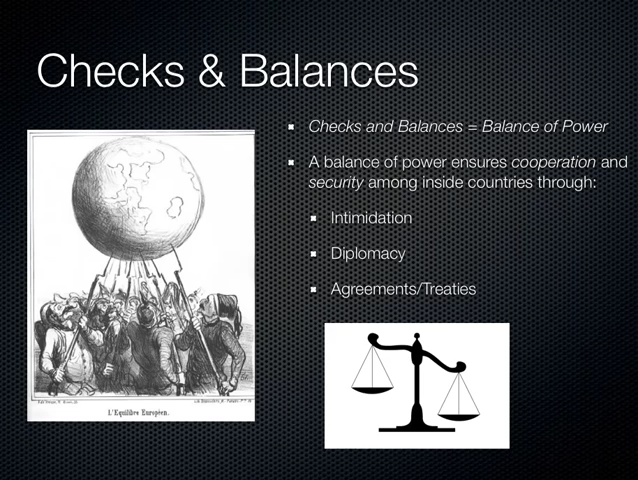 Checks & Balances
Checks and Balances = Balance of Power
A balance of power ensures cooperation and
security among inside countries through:
Intimidation
Diplomacy
Agreements/Treaties
L'Equilibre Européen.